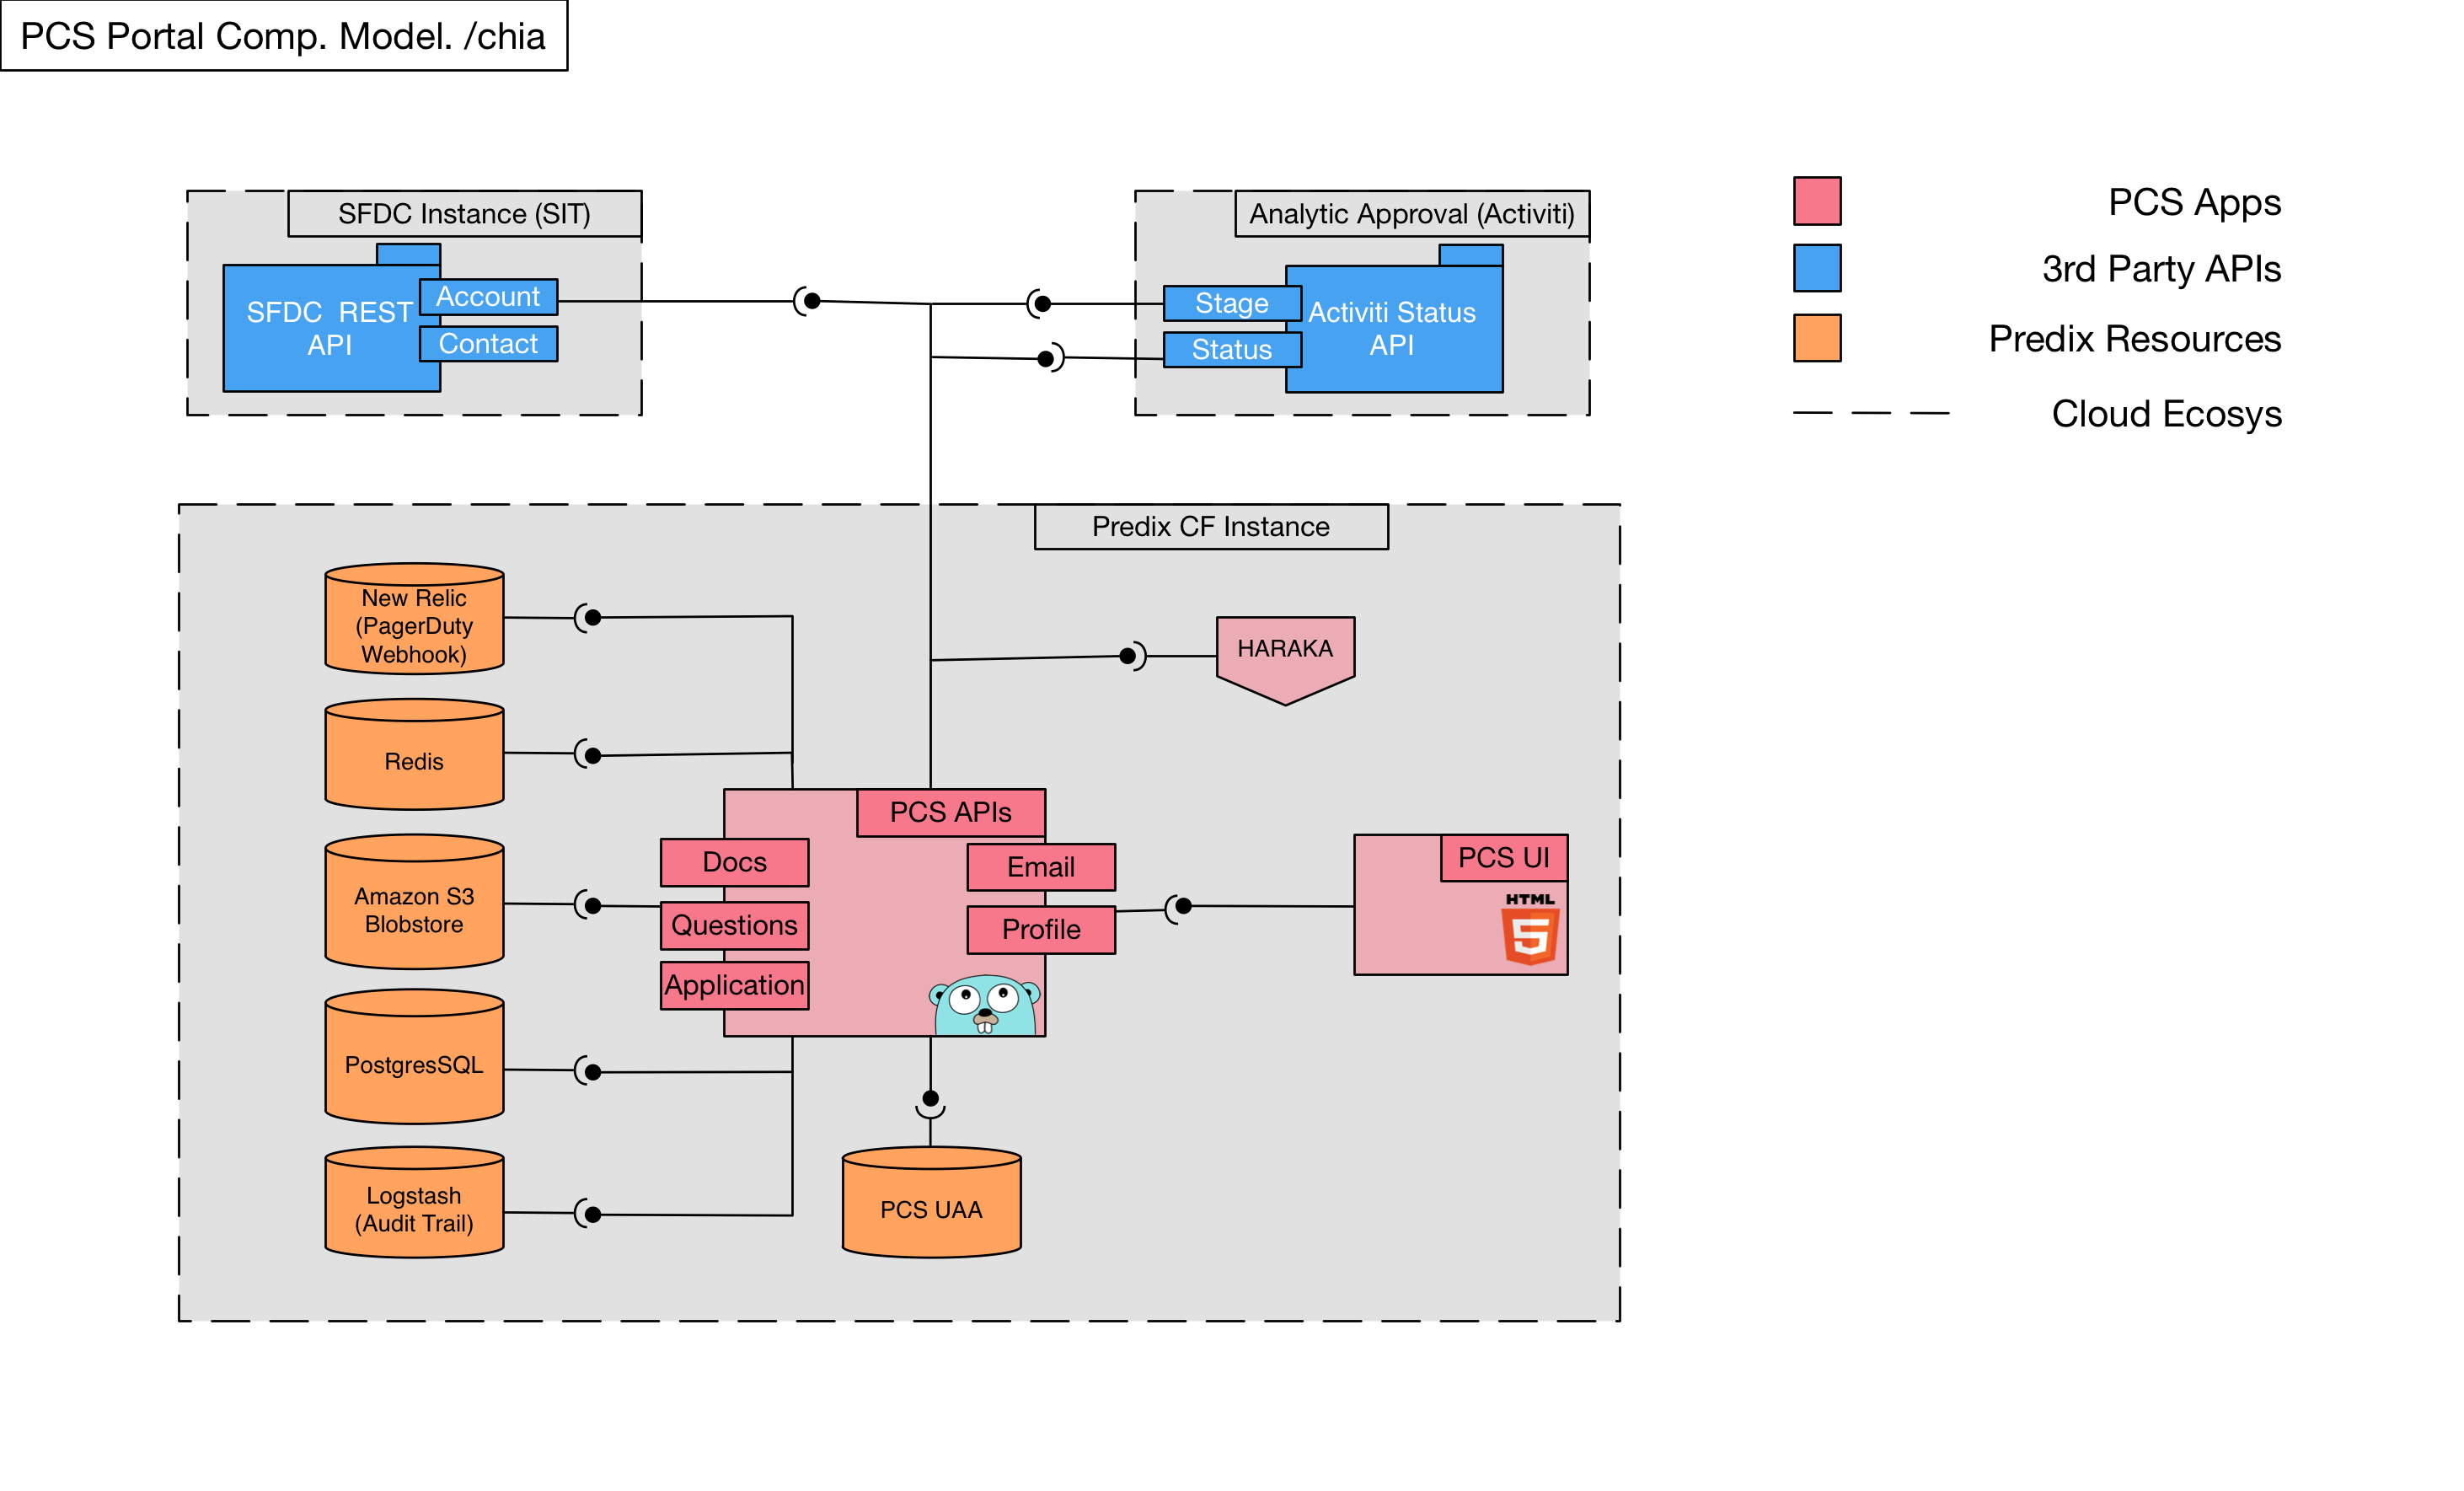 PCS Portal Comp. Model. /chia
SFDC Instance (SIT)
SFDC REST
API
Account
Contact
Analytic Approval (Activiti)
Stage
Status
Activiti Status
API
PCS Apps
3rd Party APIs
Predix Resources
Cloud Ecosys
Predix CF Instance
New Relic
(PagerDuty
Webhook)
HARAKA
Redis
PCS APIs
Docs
Email
Amazon S3
Blobstore
Questions
Profile
Application
PCS UI
HTML
5
PostgresSQL
Logstash
(Audit Trail)
PCS UAA